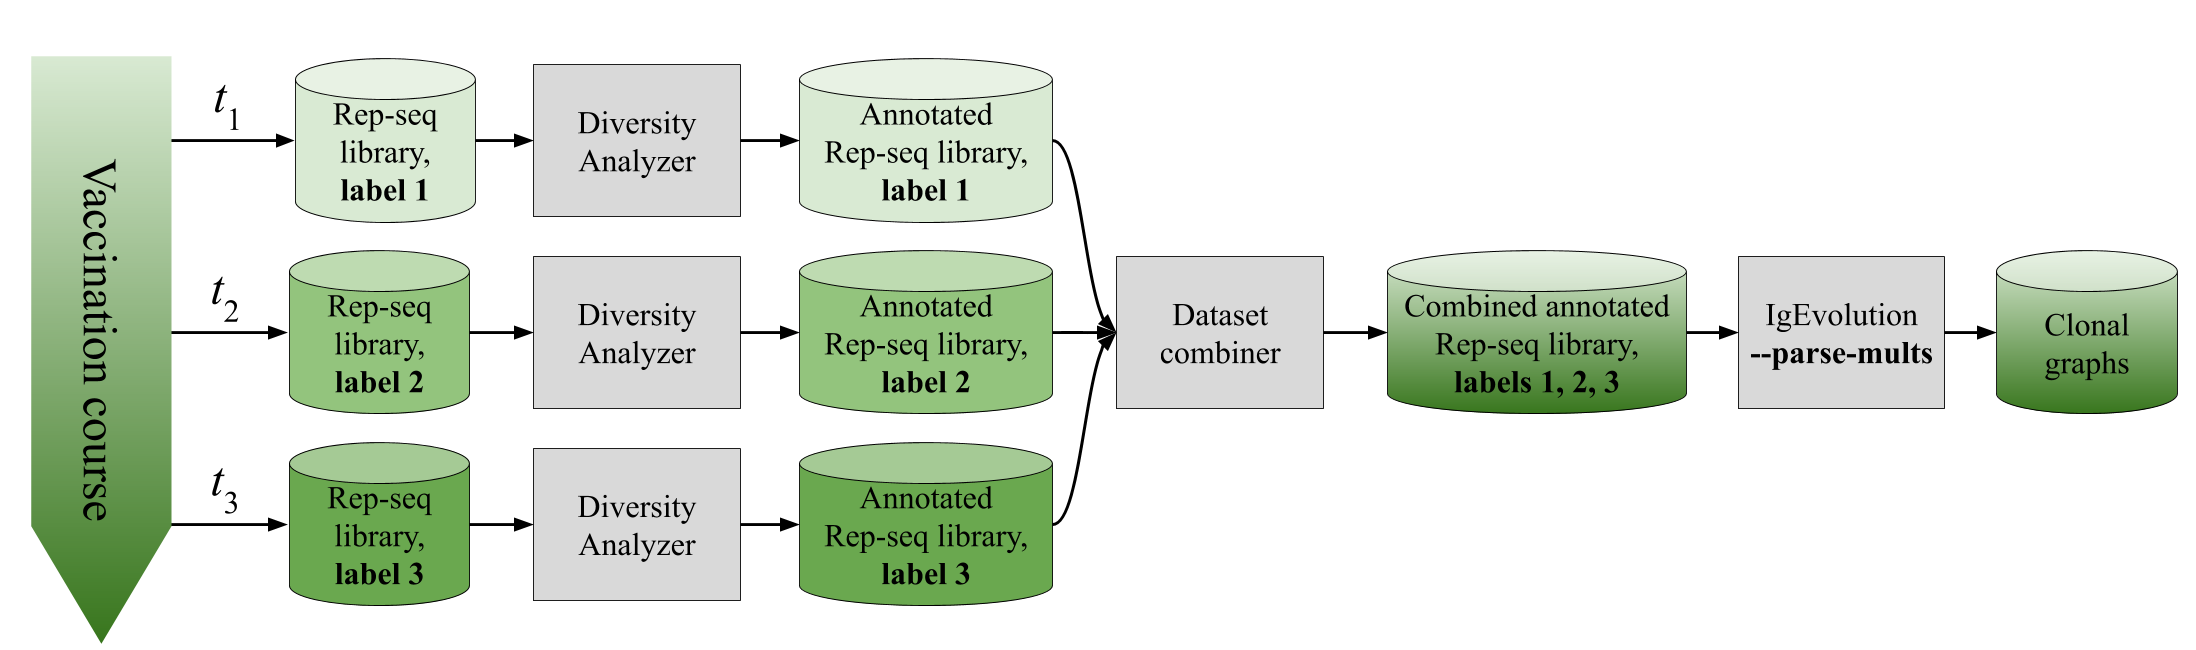 Vaccination course
t1
Rep-seq
library,
label 1
Diversity
Analyzer
Annotated
Rep-seq library,
label 1
t2
Rep-seq
library,
label 2
Diversity
Analyzer
Annotated
Rep-seq library,
label 2
t3
Rep-seq
library,
label 3
Diversity
Analyzer
Annotated
Rep-seq library,
label 3
Dataset
combiner
Combined annotated
Rep-seq library,
labels 1, 2, 3
IgEvolution
--parse-mults
Clonal
graphs